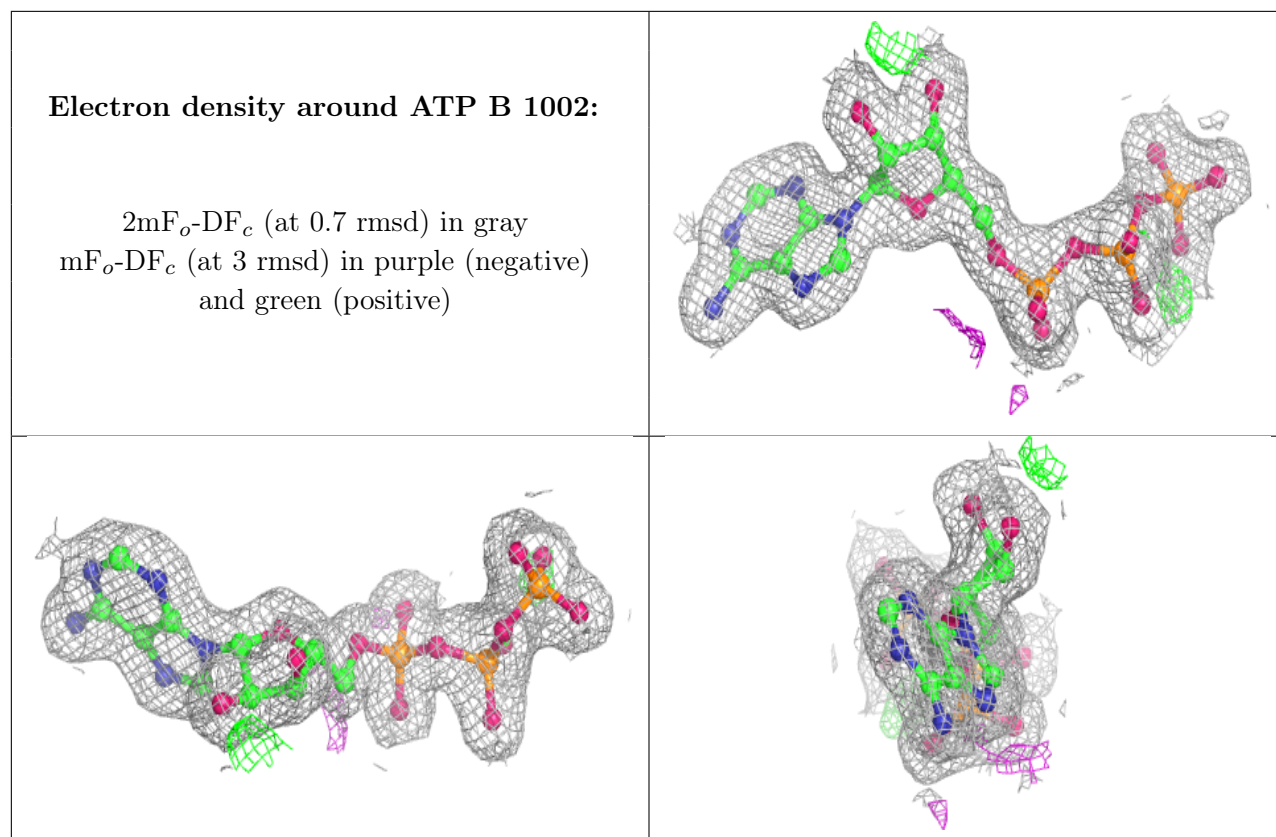 Electron density around ATP B 1002:
2mFo-DFc (at 0.7 rmsd) in gray
mFo-DFc (at 3 rmsd) in purple (negative)
and green (positive)